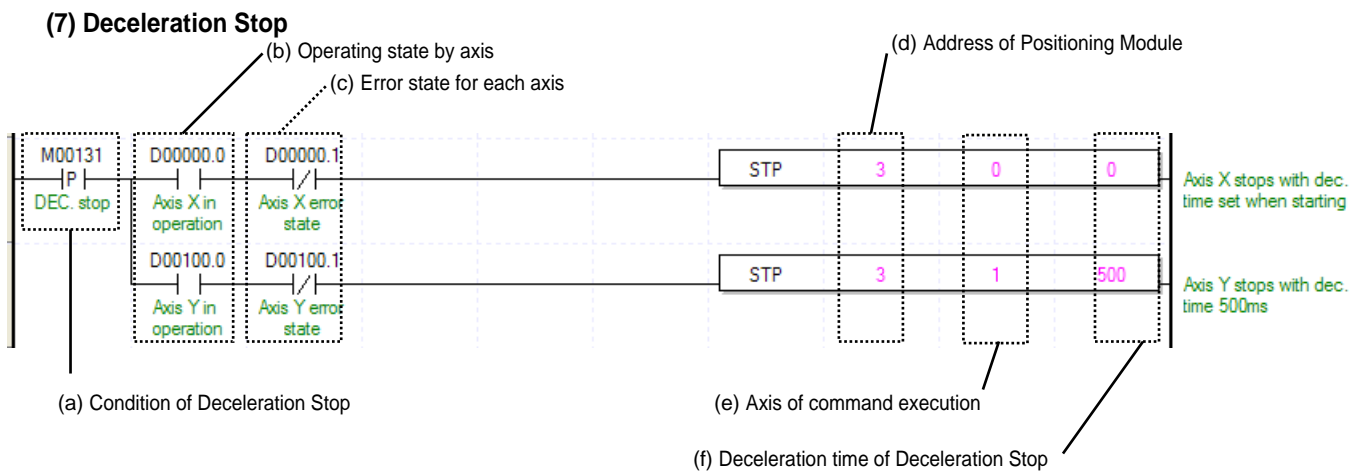 (7) Deceleration Stop
(b) Operating state by axis
(d) Address of Positioning Module
(c) Error state for each axis
M00131
D00000.0
D00000.1
P
STP 3 0 0
DEC. stop
Axis X in
operation
Axis X error
state
Axis X stops with dec.
time set when starting
D00100.0
D00100.1
STP 3 1 500
Axis Y in
operation
Axis Y error
state
Axis Y stops with dec.
time 500ms
(a) Condition of Deceleration Stop
(e) Axis of command execution
(f) Deceleration time of Deceleration Stop